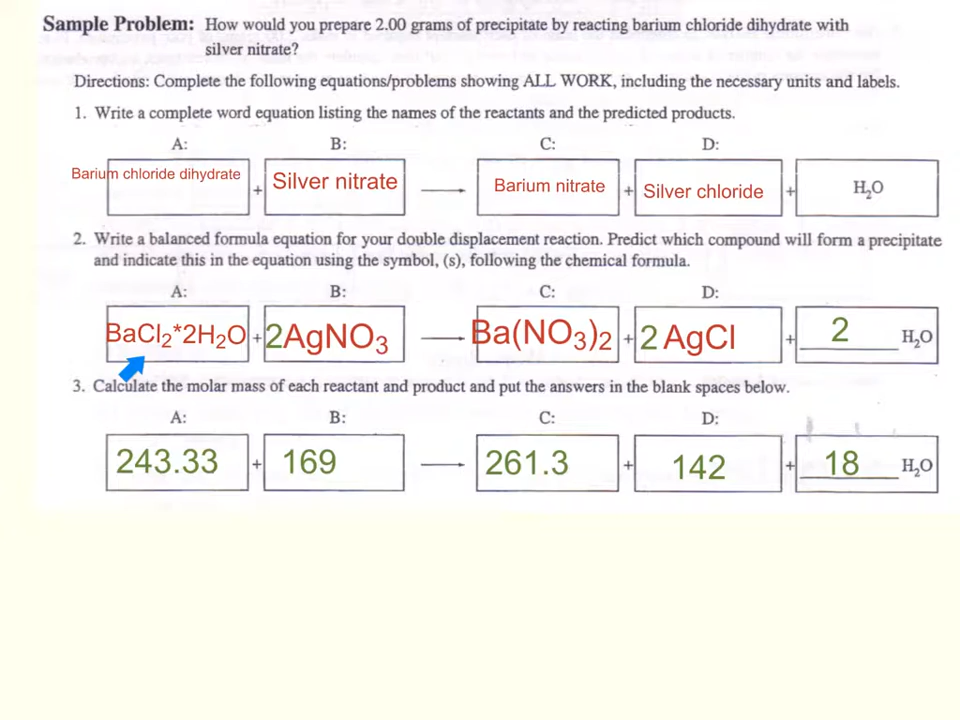 Sample Problem: How would you prepare 2.00 grams of precipitate by reacting barium chloride dihydrate with
silver nitrate?
Directions: Complete the following equations/problems showing ALL WORK, including the necessary units and labels.
1. Write a complete word equation listing the names of the reactants and the predicted products.
A: B: C: D:
Barium chloride dihydrate + Silver nitrate → Barium nitrate + Silver chloride + H₂O
2. Write a balanced formula equation for your double displacement reaction. Predict which compound will form a precipitate
and indicate this in the equation using the symbol, (s), following the chemical formula.
A: B: C: D:
BaCl₂*2H₂O + 2AgNO₃ → Ba(NO₃)₂ + 2 AgCl + 2 H₂O
3. Calculate the molar mass of each reactant and product and put the answers in the blank spaces below.
A: B: C: D:
243.33 + 169 → 261.3 + 142 + 18 H₂O